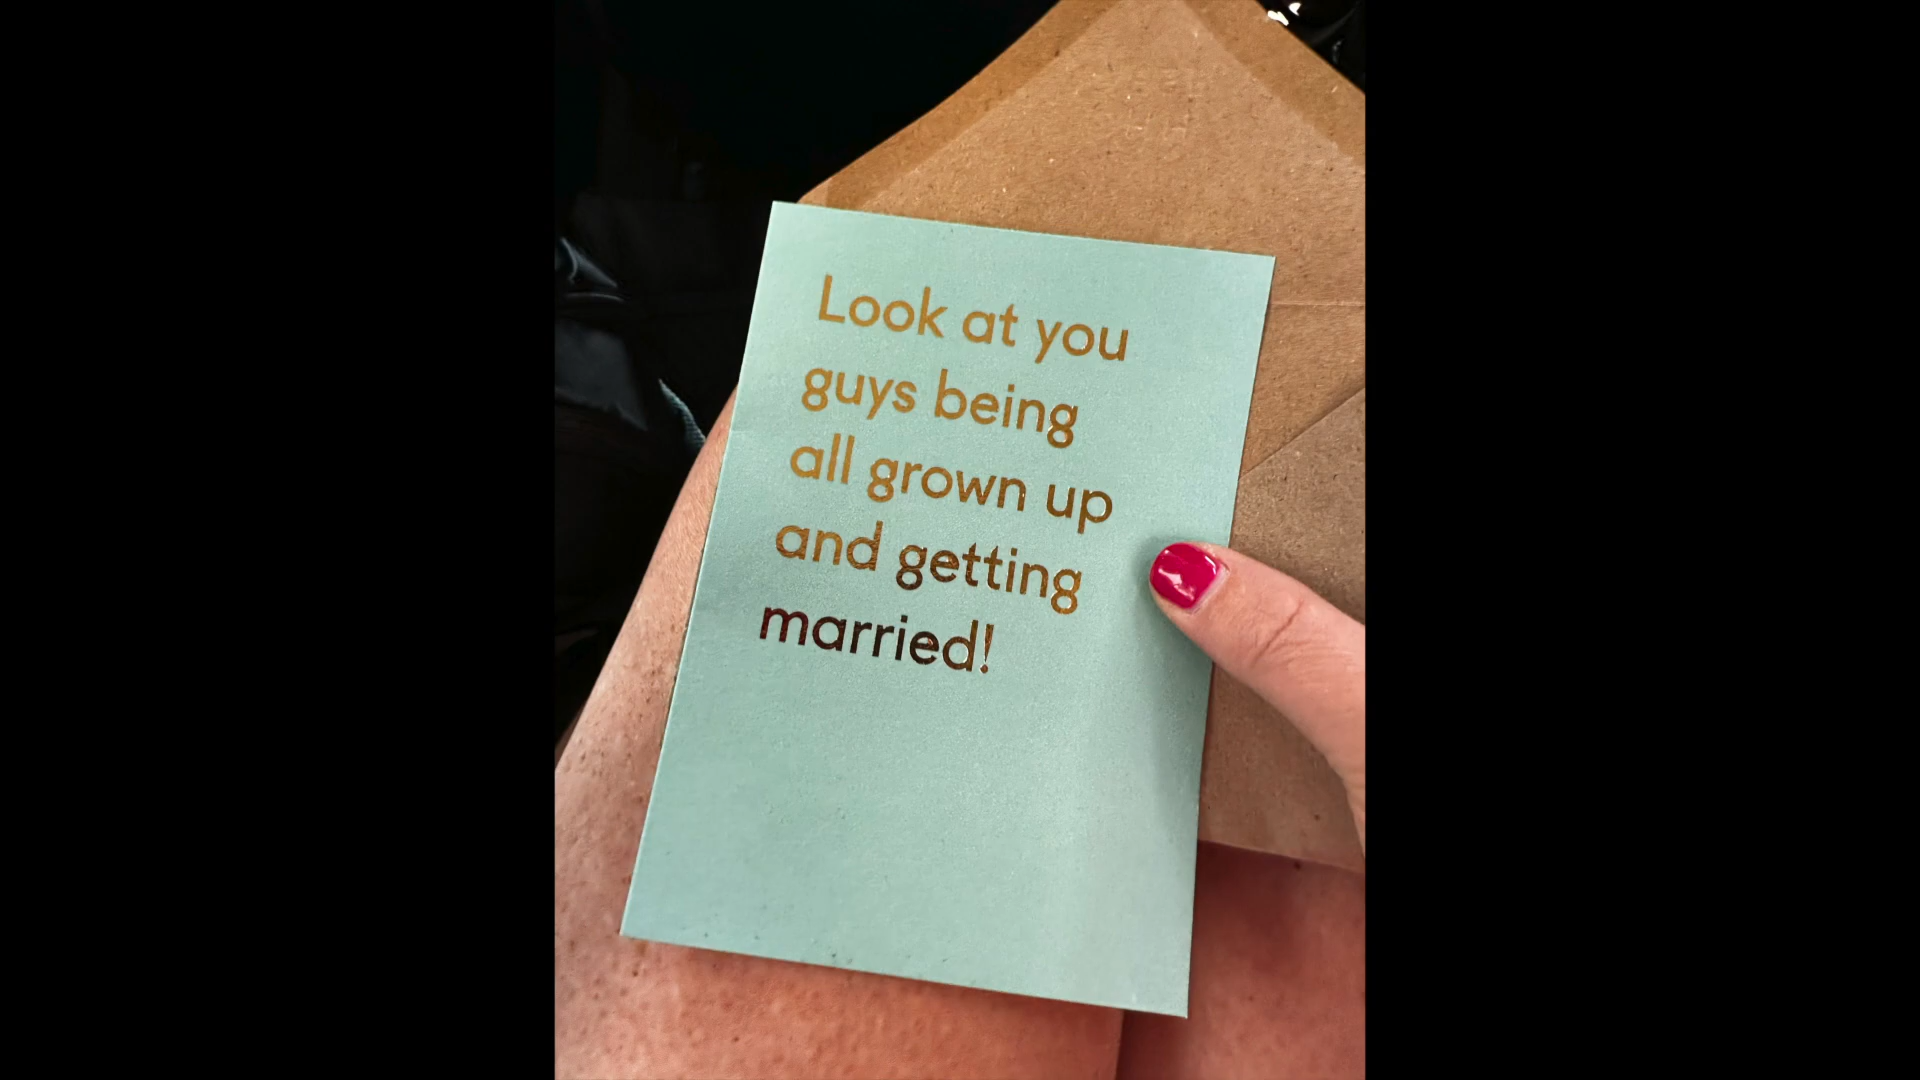 Look at you
guys being
all grown up
and getting
married!